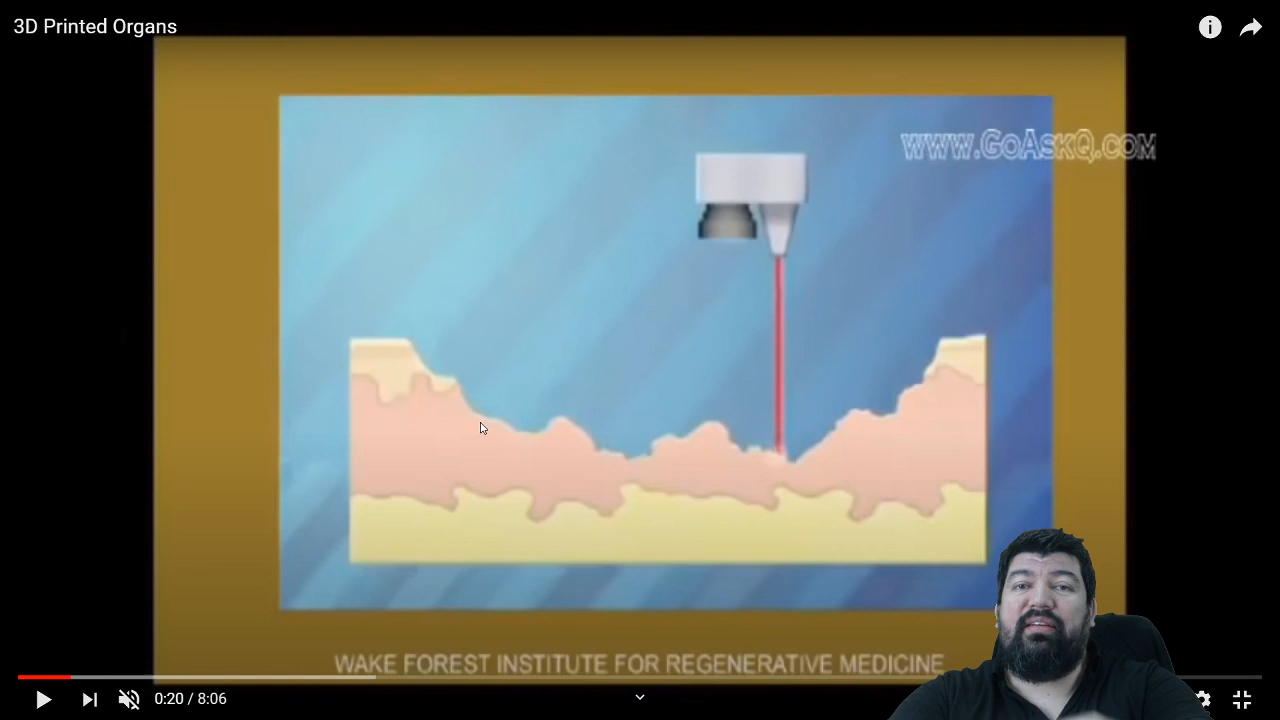 3D Printed Organs
www.GoAskQ.com
WAKE FOREST INSTITUTE FOR REGENERATIVE MEDICINE
0:20 / 8:06